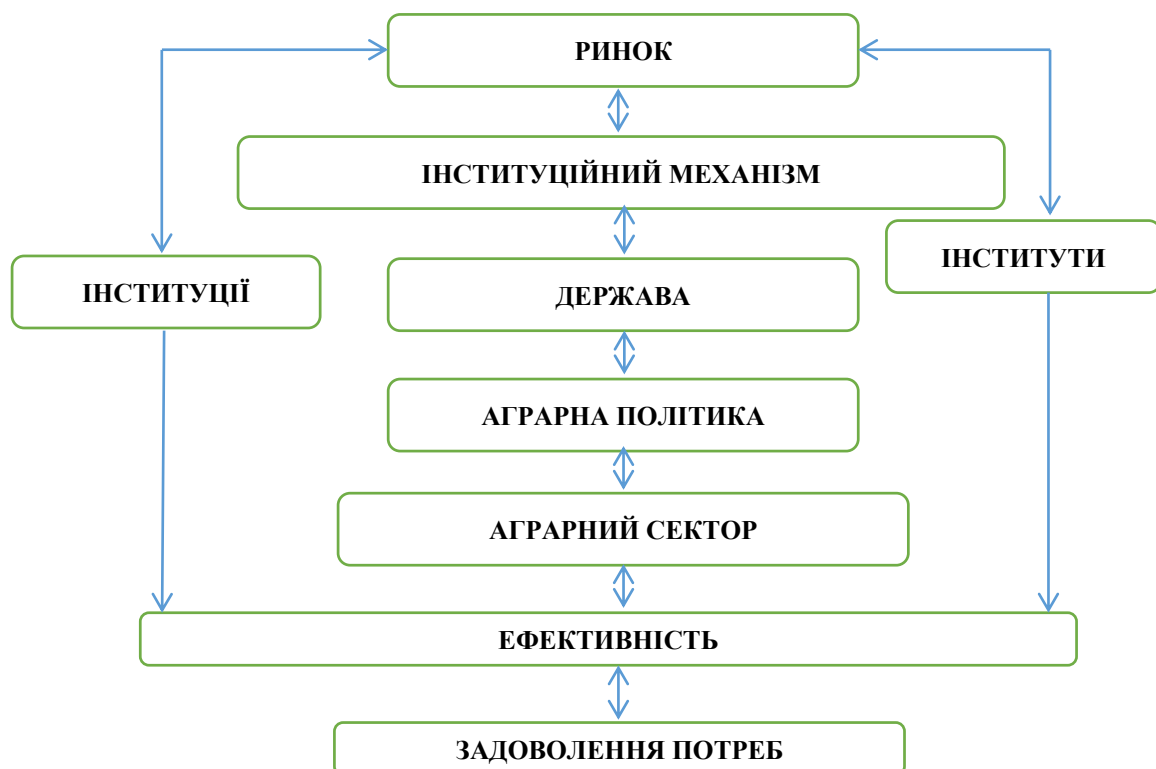 РИНОК
ІНСТИТУЦІЙНИЙ МЕХАНІЗМ
ІНСТИТУЦІЇ
ДЕРЖАВА
ІНСТИТУТИ
АГРАРНА ПОЛІТИКА
АГРАРНИЙ СЕКТОР
ЕФЕКТИВНІСТЬ
ЗАДОВОЛЕННЯ ПОТРЕБ